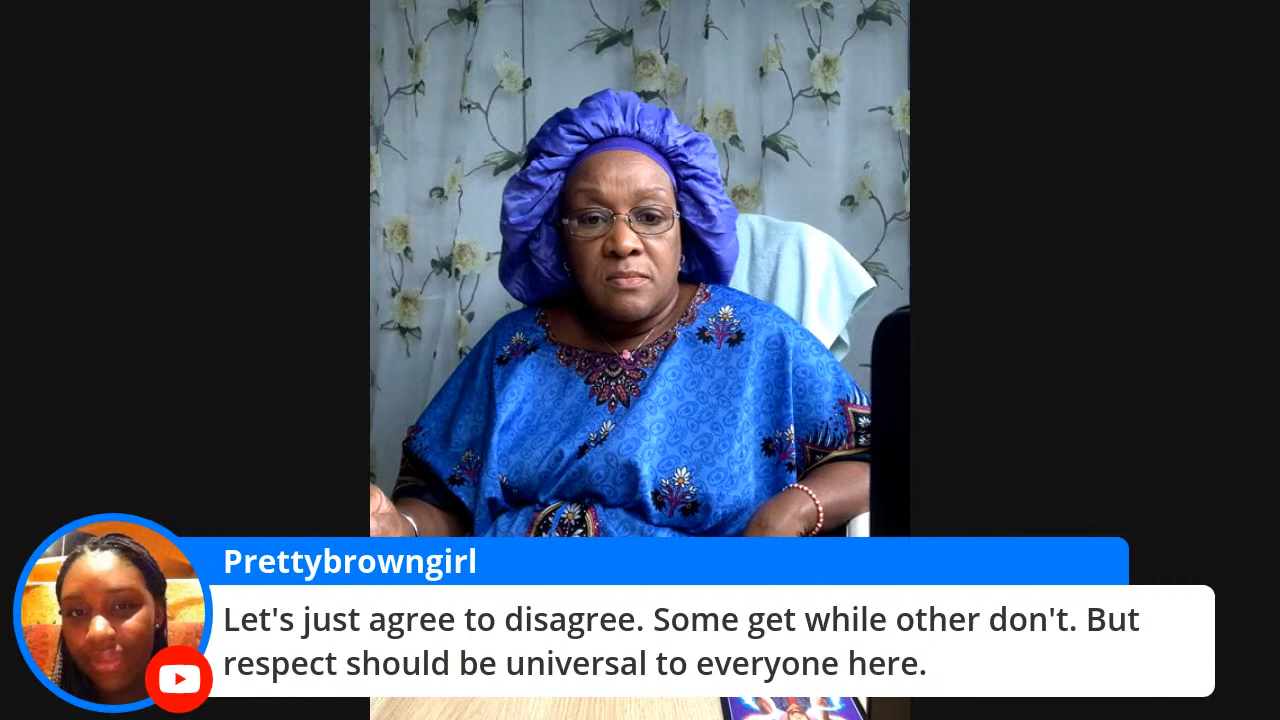 Prettybrowngirl
Let's just agree to disagree. Some get while other don't. But
respect should be universal to everyone here.